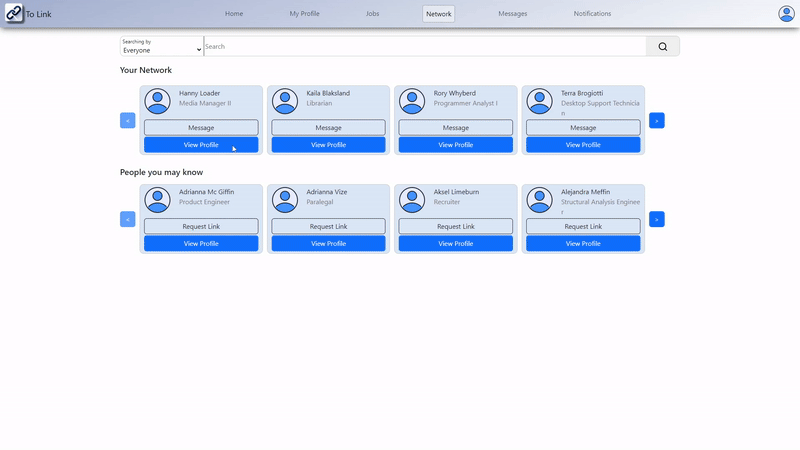 To Link
Home
My Profile
Jobs
Network
Messages
Notifications
Searching by
Everyone
Search
Your Network
<
Hanny Loader
Media Manager II
Message
View Profile
Kaila Blaksland
Librarian
Message
View Profile
Rory Whyberd
Programmer Analyst I
Message
View Profile
Terra Brogiotti
Desktop Support Technicia
n
Message
View Profile
>
People you may know
<
Adrianna Mc Giffin
Product Engineer
Request Link
View Profile
Adrianna Vize
Paralegal
Request Link
View Profile
Aksel Limeburn
Recruiter
Request Link
View Profile
Alejandra Meffin
Structural Analysis Enginee
r
Request Link
View Profile
>